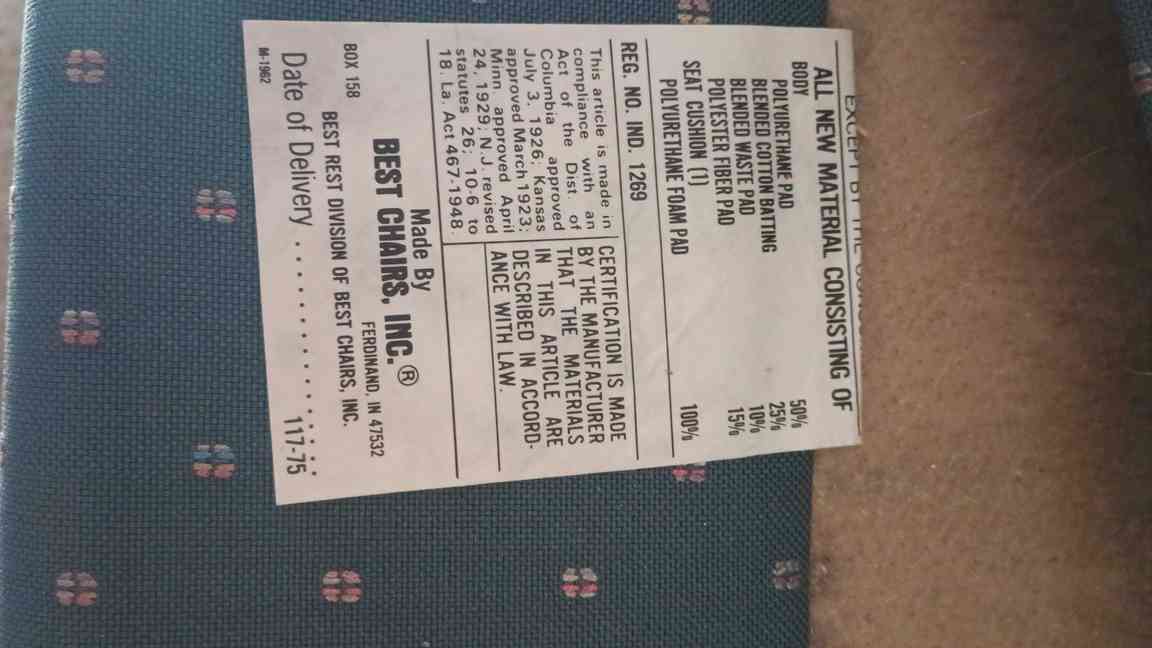 EXCEPT BY THE CONSU
ALL NEW MATERIAL CONSISTING OF
BODY
POLYURETHANE PAD 50%
BLENDED COTTON BATTING 25%
BLENDED WASTE PAD 10%
POLYESTER FIBER PAD 15%
SEAT CUSHION (1)
POLYURETHANE FOAM PAD 100%
REG. NO. IND. 1269
This article is made in
compliance with an
Act of the Dist. of
Columbia approved
July 3, 1926; Kansas
approved March 1923;
Minn. approved April
24, 1929; N.J. revised
statutes 26; 10-6 to
18. La. Act 467-1948.
CERTIFICATION IS MADE
BY THE MANUFACTURER
THAT THE MATERIALS
IN THIS ARTICLE ARE
DESCRIBED IN ACCORD-
ANCE WITH LAW.
Made By
BEST CHAIRS, INC.®
BOX 158 FERDINAND, IN 47532
BEST REST DIVISION OF BEST CHAIRS, INC.
Date of Delivery . . . . . . . . . . . . . .
117-75
M-1962